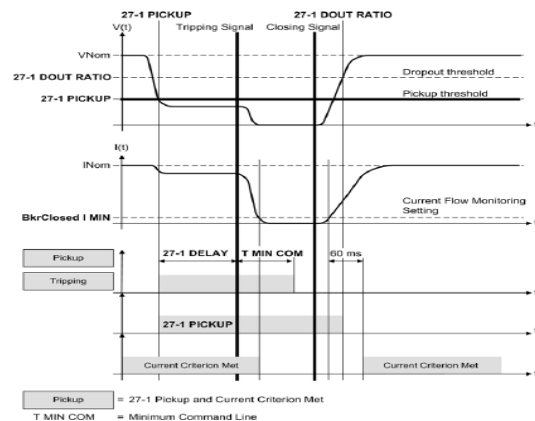 27-1 PICKUP
27-1 DOUT RATIO
V(t)
Tripping Signal
Closing Signal
VNom
27-1 DOUT RATIO
Dropout threshold
27-1 PICKUP
Pickup threshold
t
I(t)
INom
Current Flow Monitoring
Setting
BkrClosed I MIN
t
Pickup
27-1 DELAY
T MIN COM
60 ms
Tripping
t
27-1 PICKUP
t
Current Criterion Met
Current Criterion Met
t
Pickup = 27-1 Pickup and Current Criterion Met
T MIN COM = Minimum Command Line